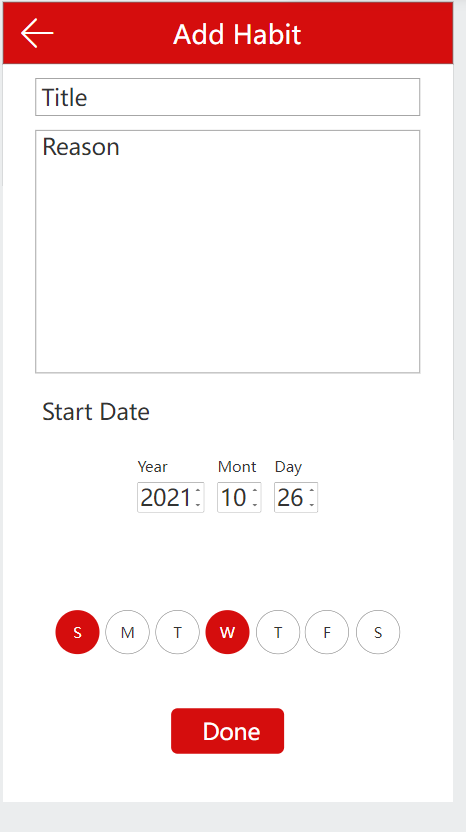 Add Habit
Title
Reason
Start Date
Year Mont Day
2021 10 26
S M T W T F S
Done